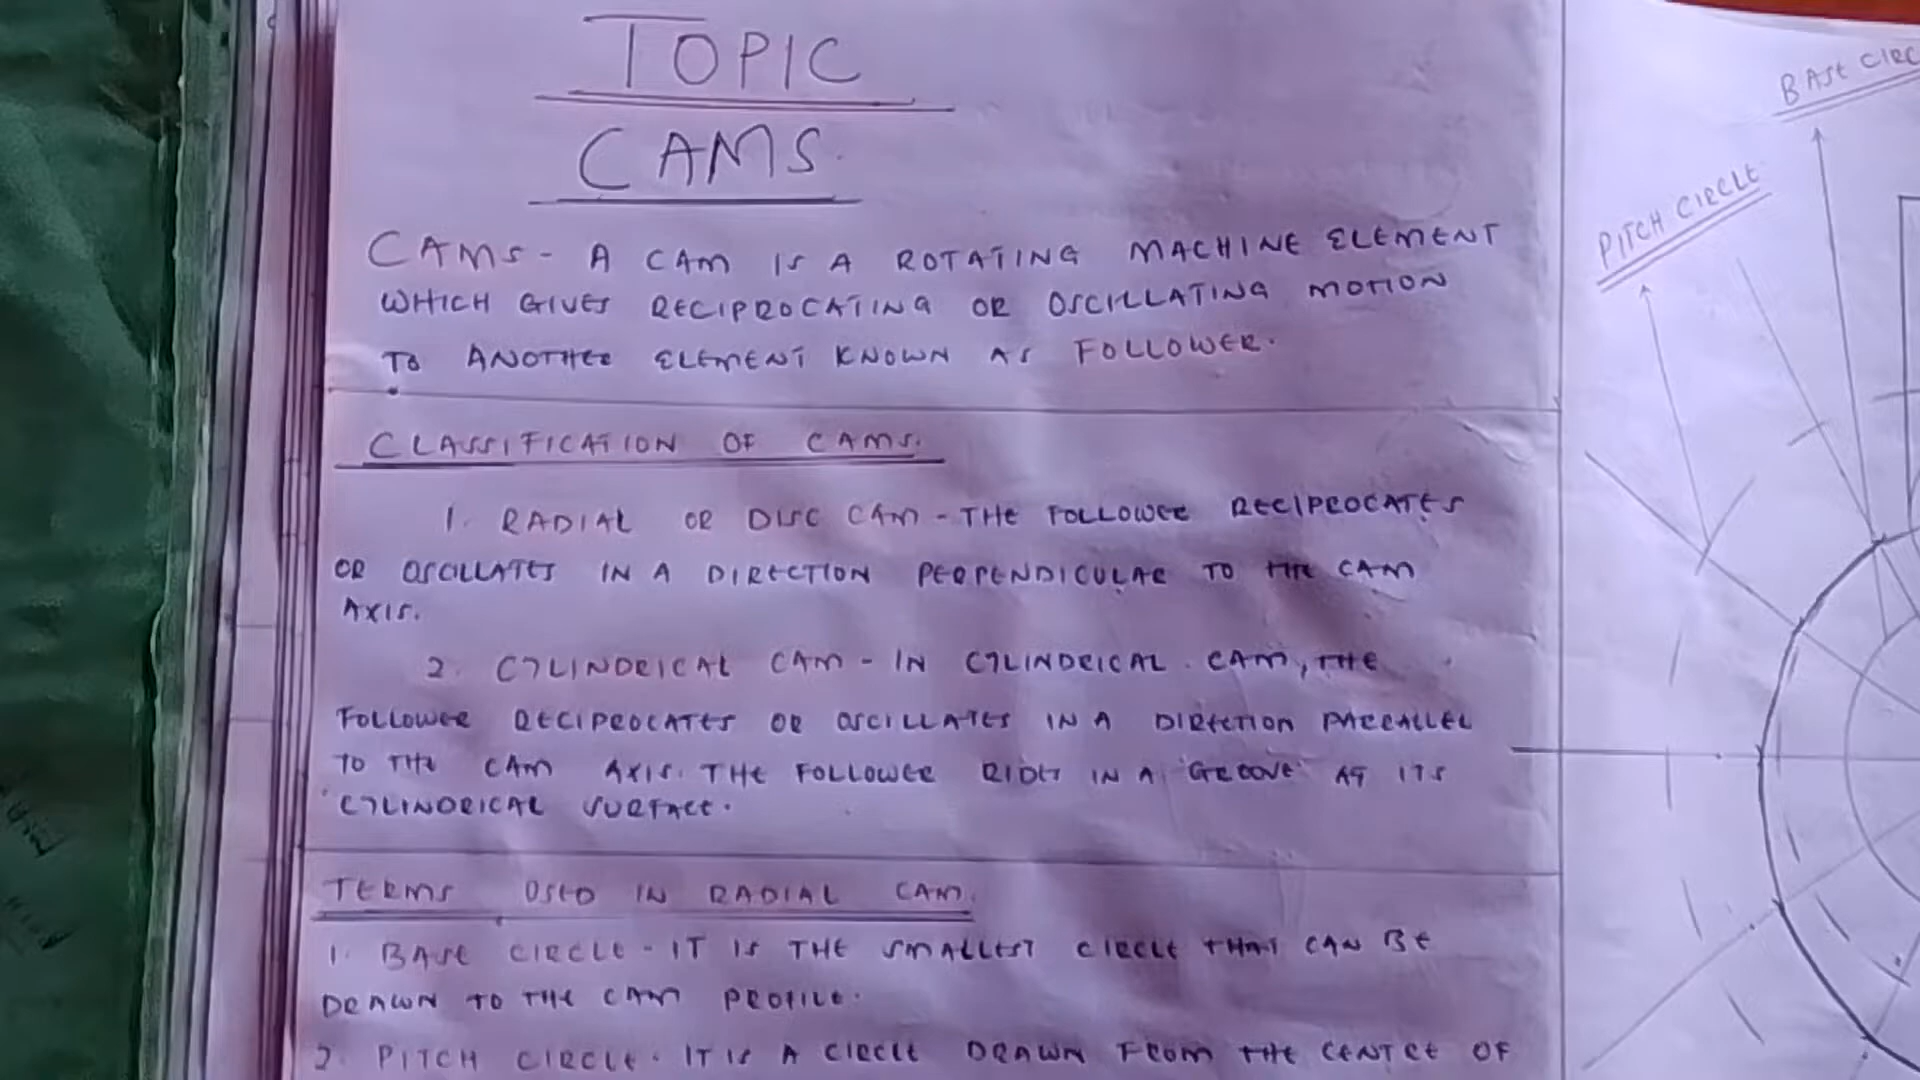 TOPIC
CAMS.
CAMS - A CAM IS A ROTATING MACHINE ELEMENT
WHICH GIVES RECIPROCATING OR OSCILLATING MOTION
TO ANOTHER ELEMENT KNOWN AS FOLLOWER.
CLASSIFICATION OF CAMS.
1. RADIAL OR DISC CAM - THE FOLLOWER RECIPROCATES
OR OSCILLATES IN A DIRECTION PERPENDICULAR TO THE CAM
AXIS.
2. CYLINDRICAL CAM - IN CYLINDRICAL CAM, THE
FOLLOWER RECIPROCATES OR OSCILLATES IN A DIRECTION PARRALLEL
TO THE CAM AXIS. THE FOLLOWER RIDES IN A GROOVE AT ITS
CYLINDRICAL SURFACE.
TERMS USED IN RADIAL CAM.
1. BASE CIRCLE - IT IS THE SMALLEST CIRCLE THAT CAN BE
DRAWN TO THE CAM PROFILE.
2. PITCH CIRCLE. IT IS A CIRCLE DRAWN FROM THE CENTRE OF
BASE CIRC
PITCH CIRCLE